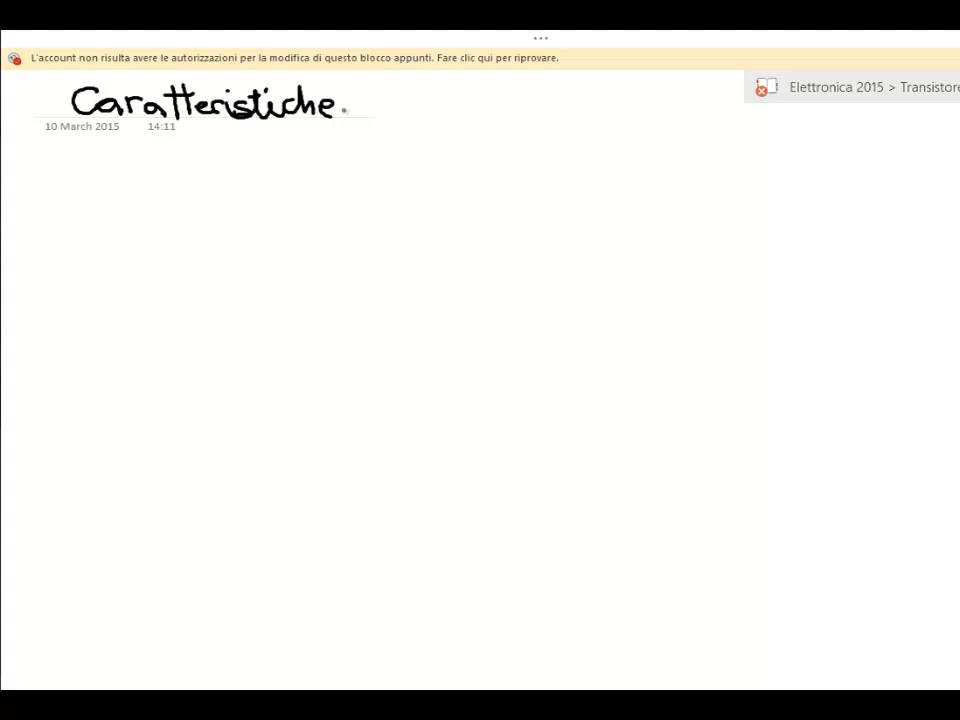 L'account non risulta avere le autorizzazioni per la modifica di questo blocco appunti. Fare clic qui per riprovare.
Elettronica 2015 > Transistore
Caratteristiche
10 March 2015 14:11